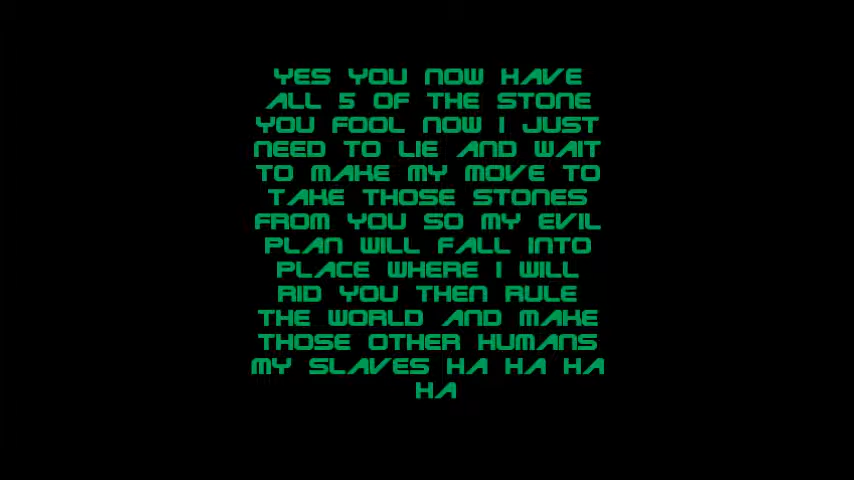 YES YOU NOW HAVE
ALL 5 OF THE STONE
YOU FOOL NOW I JUST
NEED TO LIE AND WAIT
TO MAKE MY MOVE TO
TAKE THOSE STONES
FROM YOU SO MY EVIL
PLAN WILL FALL INTO
PLACE WHERE I WILL
RID YOU THEN RULE
THE WORLD AND MAKE
THOSE OTHER HUMANS
MY SLAVES HA HA HA
HA